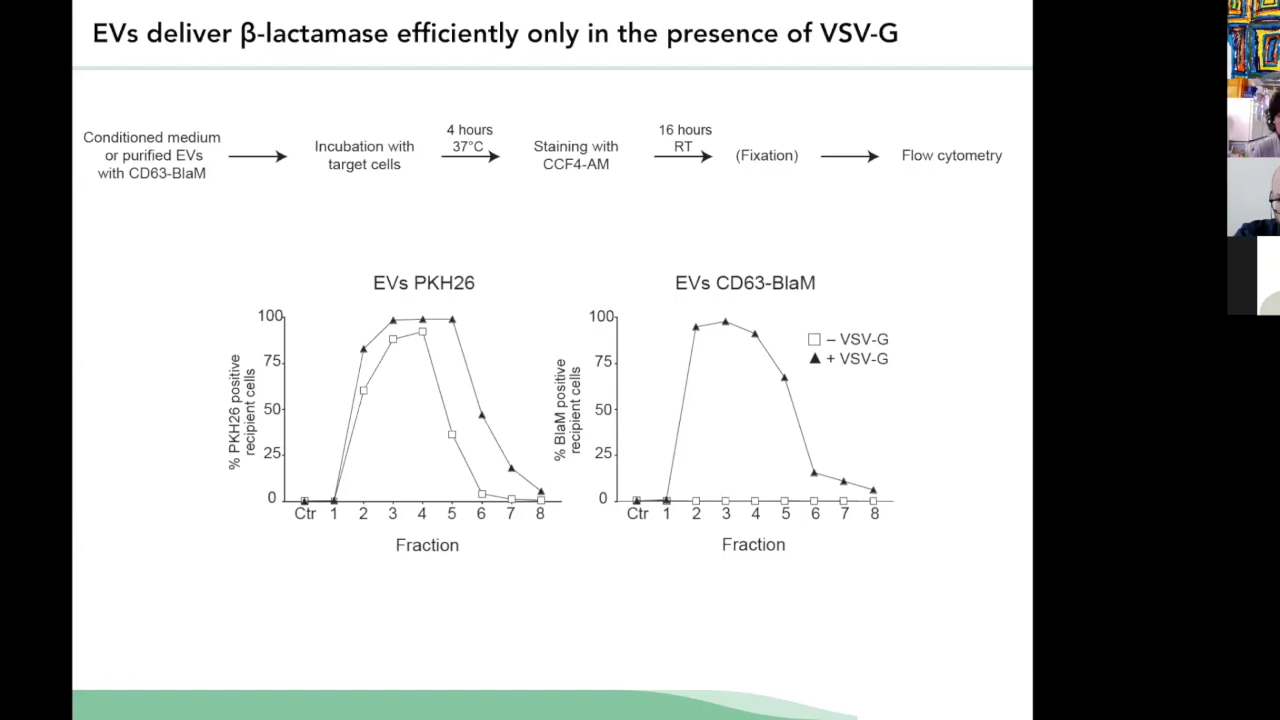 EVs deliver β-lactamase efficiently only in the presence of VSV-G
Conditioned medium
or purified EVs
with CD63-BlaM
Incubation with
target cells
4 hours
37°C
Staining with
CCF4-AM
16 hours
RT
(Fixation)
Flow cytometry
EVs PKH26
% PKH26 positive
recipient cells
100
75
50
25
0
Ctr 1 2 3 4 5 6 7 8
Fraction
EVs CD63-BlaM
% BlaM positive
recipient cells
100
75
50
25
0
Ctr 1 2 3 4 5 6 7 8
Fraction
– VSV-G
+ VSV-G